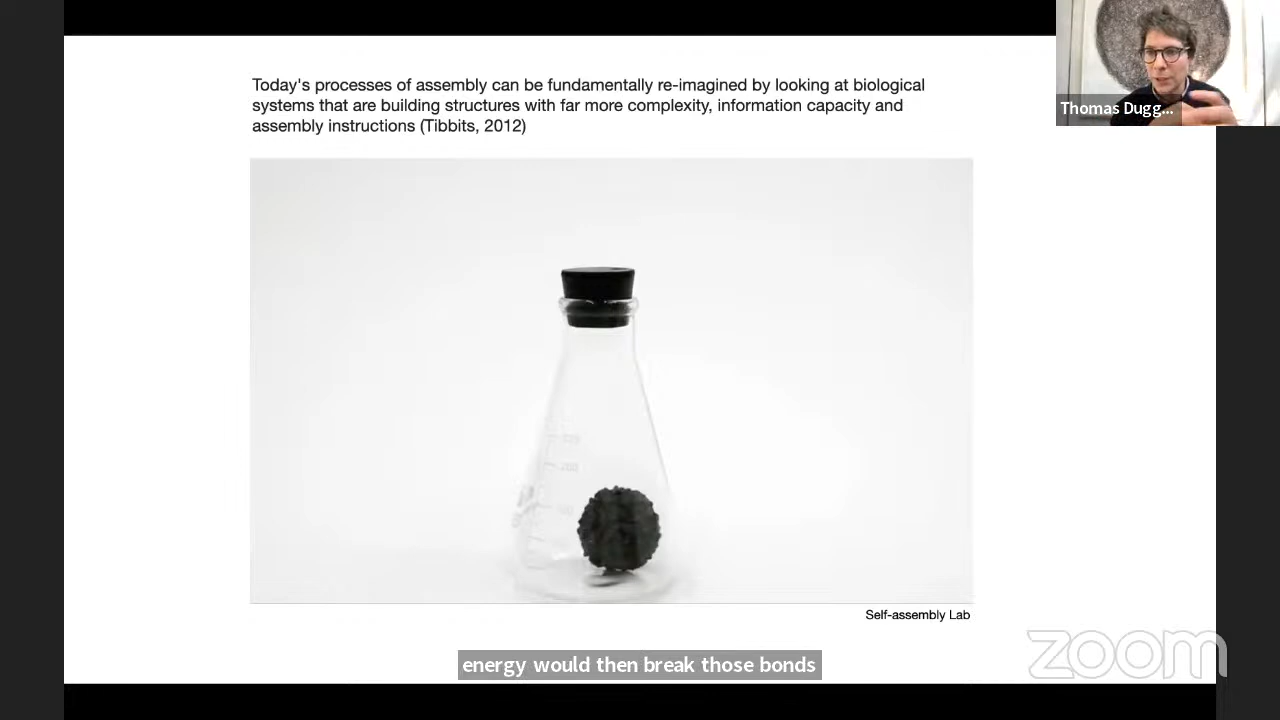 Today's processes of assembly can be fundamentally re-imagined by looking at biological
systems that are building structures with far more complexity, information capacity and
assembly instructions (Tibbits, 2012)
Thomas Dugg...
200
Self-assembly Lab
energy would then break those bonds
zoom